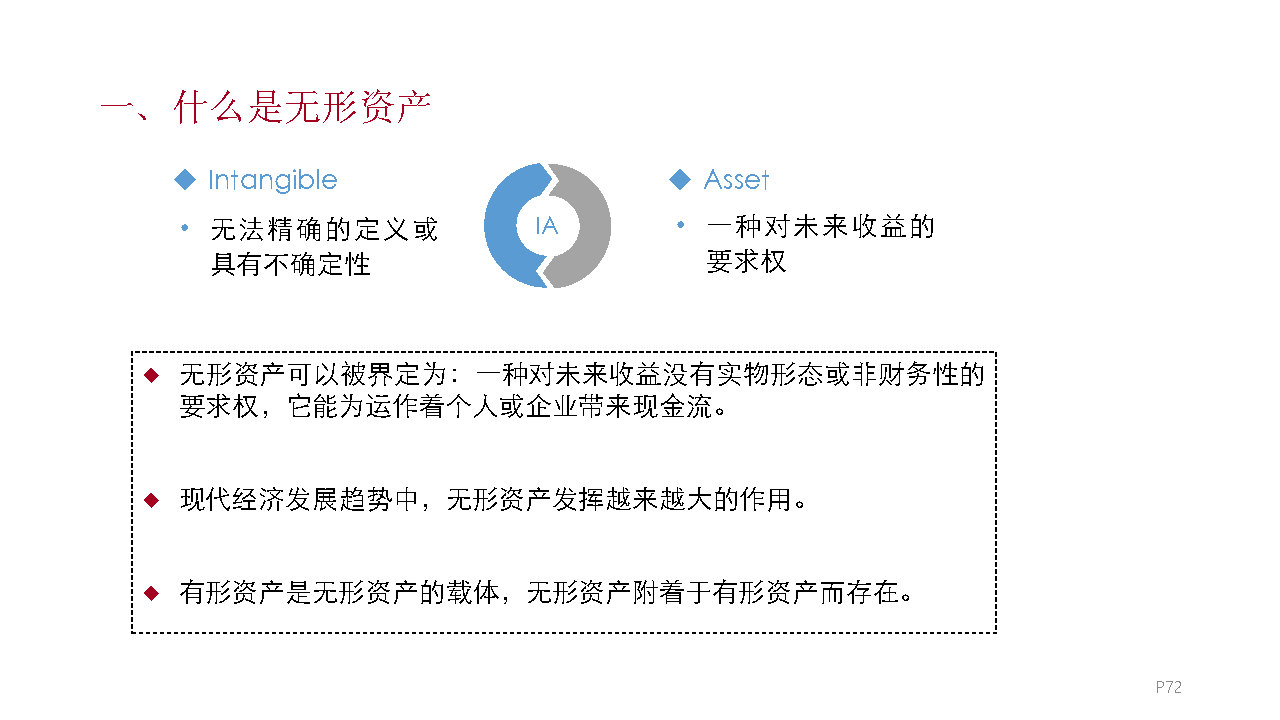 一、什么是无形资产
◆ Intangible
• 无法精确的定义或
具有不确定性
IA
◆ Asset
• 一种对未来收益的
要求权
◆ 无形资产可以被界定为：一种对未来收益没有实物形态或非财务性的
要求权，它能为运作着个人或企业带来现金流。
◆ 现代经济发展趋势中，无形资产发挥越来越大的作用。
◆ 有形资产是无形资产的载体，无形资产附着于有形资产而存在。
P72